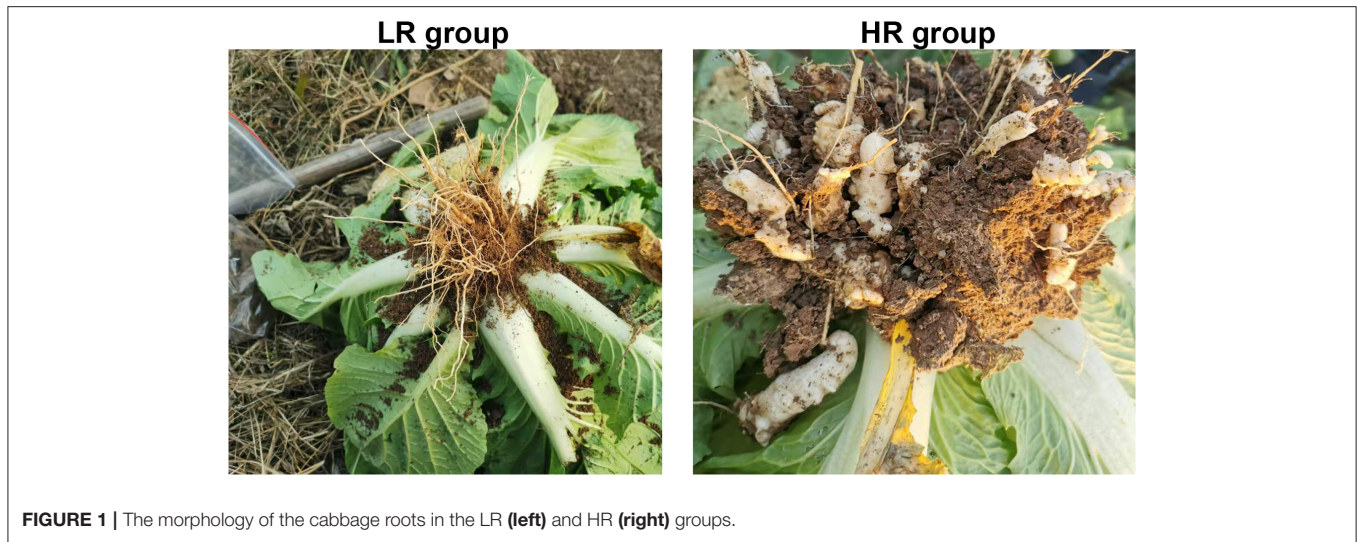 LR group
HR group
FIGURE 1 | The morphology of the cabbage roots in the LR (left) and HR (right) groups.